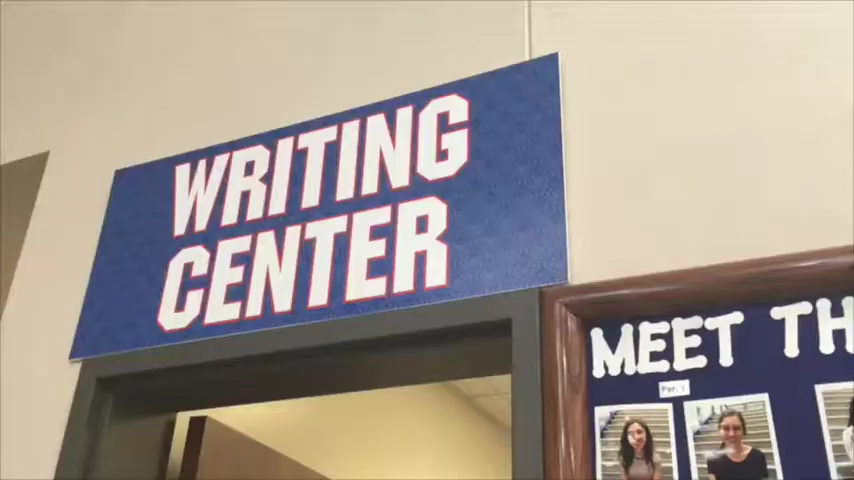 WRITING
CENTER
MEET TH
Per. 1